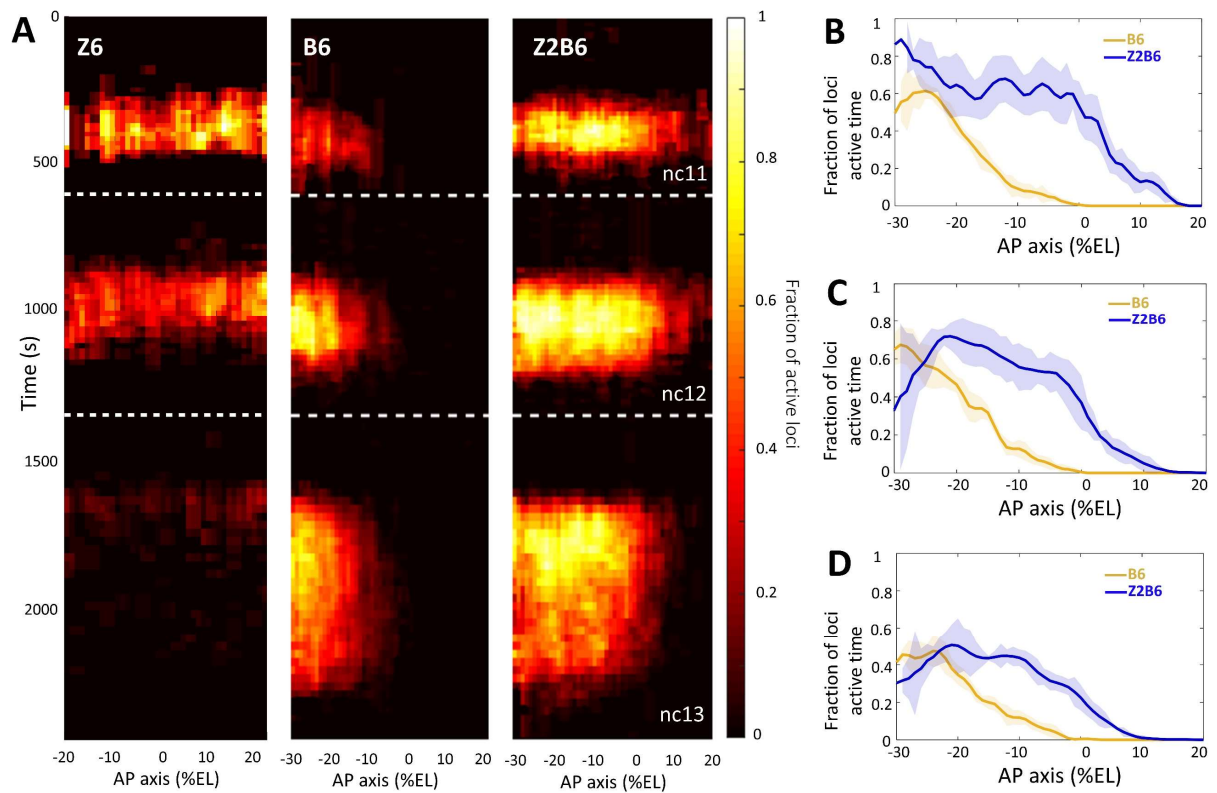 A
Z6
B6
Z2B6
0
500
1000
1500
2000
Time (s)
nc11
nc12
nc13
-20 -10 0 10 20
AP axis (%EL)
-30 -20 -10 0 10 20
AP axis (%EL)
-30 -20 -10 0 10 20
AP axis (%EL)
1
0.8
0.6
0.4
0.2
0
Fraction of active loci
B
B6
Z2B6
1
0.8
0.6
0.4
0.2
0
Fraction of loci
active time
-30 -20 -10 0 10 20
AP axis (%EL)
C
B6
Z2B6
1
0.8
0.6
0.4
0.2
0
Fraction of loci
active time
-30 -20 -10 0 10 20
AP axis (%EL)
D
B6
Z2B6
1
0.8
0.6
0.4
0.2
0
Fraction of loci
active time
-30 -20 -10 0 10 20
AP axis (%EL)